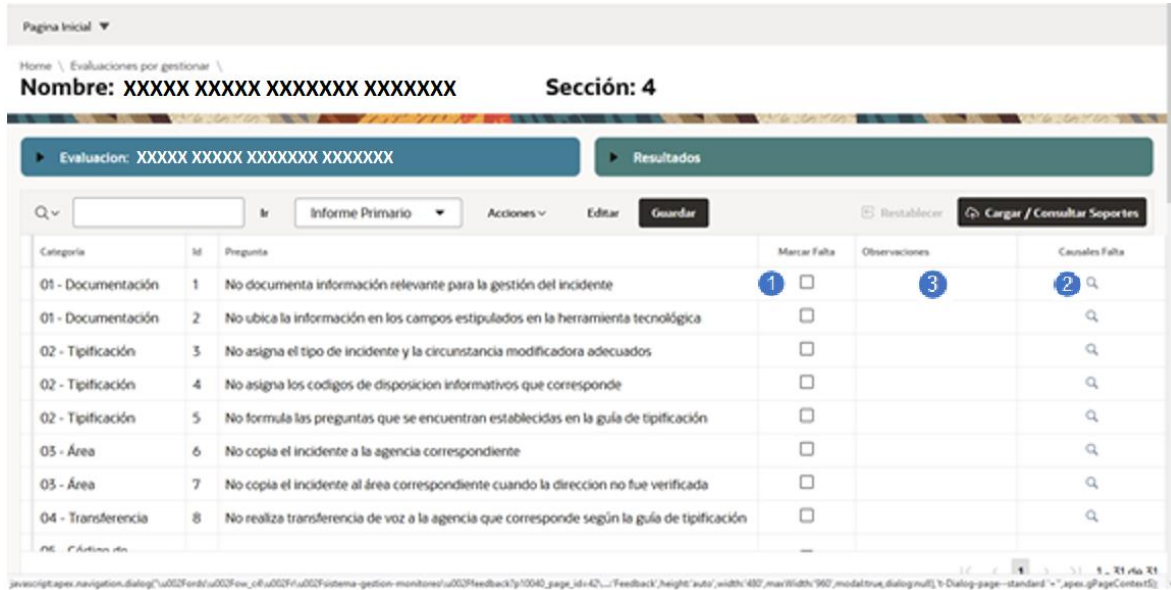 Pagina Inicial
Home \ Evaluaciones por gestionar \
Nombre: XXXXX XXXXX XXXXXXX XXXXXXX Sección: 4
Evaluacion: XXXXX XXXXX XXXXXXX XXXXXXX Resultados
Ir Informe Primario Acciones Editar Guardar Restablecer Cargar / Consultar Soportes
Categoría Id Pregunta Marcar Falta Observaciones Causales Falta
01 - Documentación 1 No documenta información relevante para la gestión del incidente 1 3 2
01 - Documentación 2 No ubica la información en los campos estipulados en la herramienta tecnológica
02 - Tipificación 3 No asigna el tipo de incidente y la circunstancia modificadora adecuados
02 - Tipificación 4 No asigna los codigos de disposicion informativos que corresponde
02 - Tipificación 5 No formula las preguntas que se encuentran establecidas en la guía de tipificación
03 - Área 6 No copia el incidente a la agencia correspondiente
03 - Área 7 No copia el incidente al área correspondiente cuando la direccion no fue verificada
04 - Transferencia 8 No realiza transferencia de voz a la agencia que corresponde según la guía de tipificación
05 - Código de
1 1 - 31 de 31